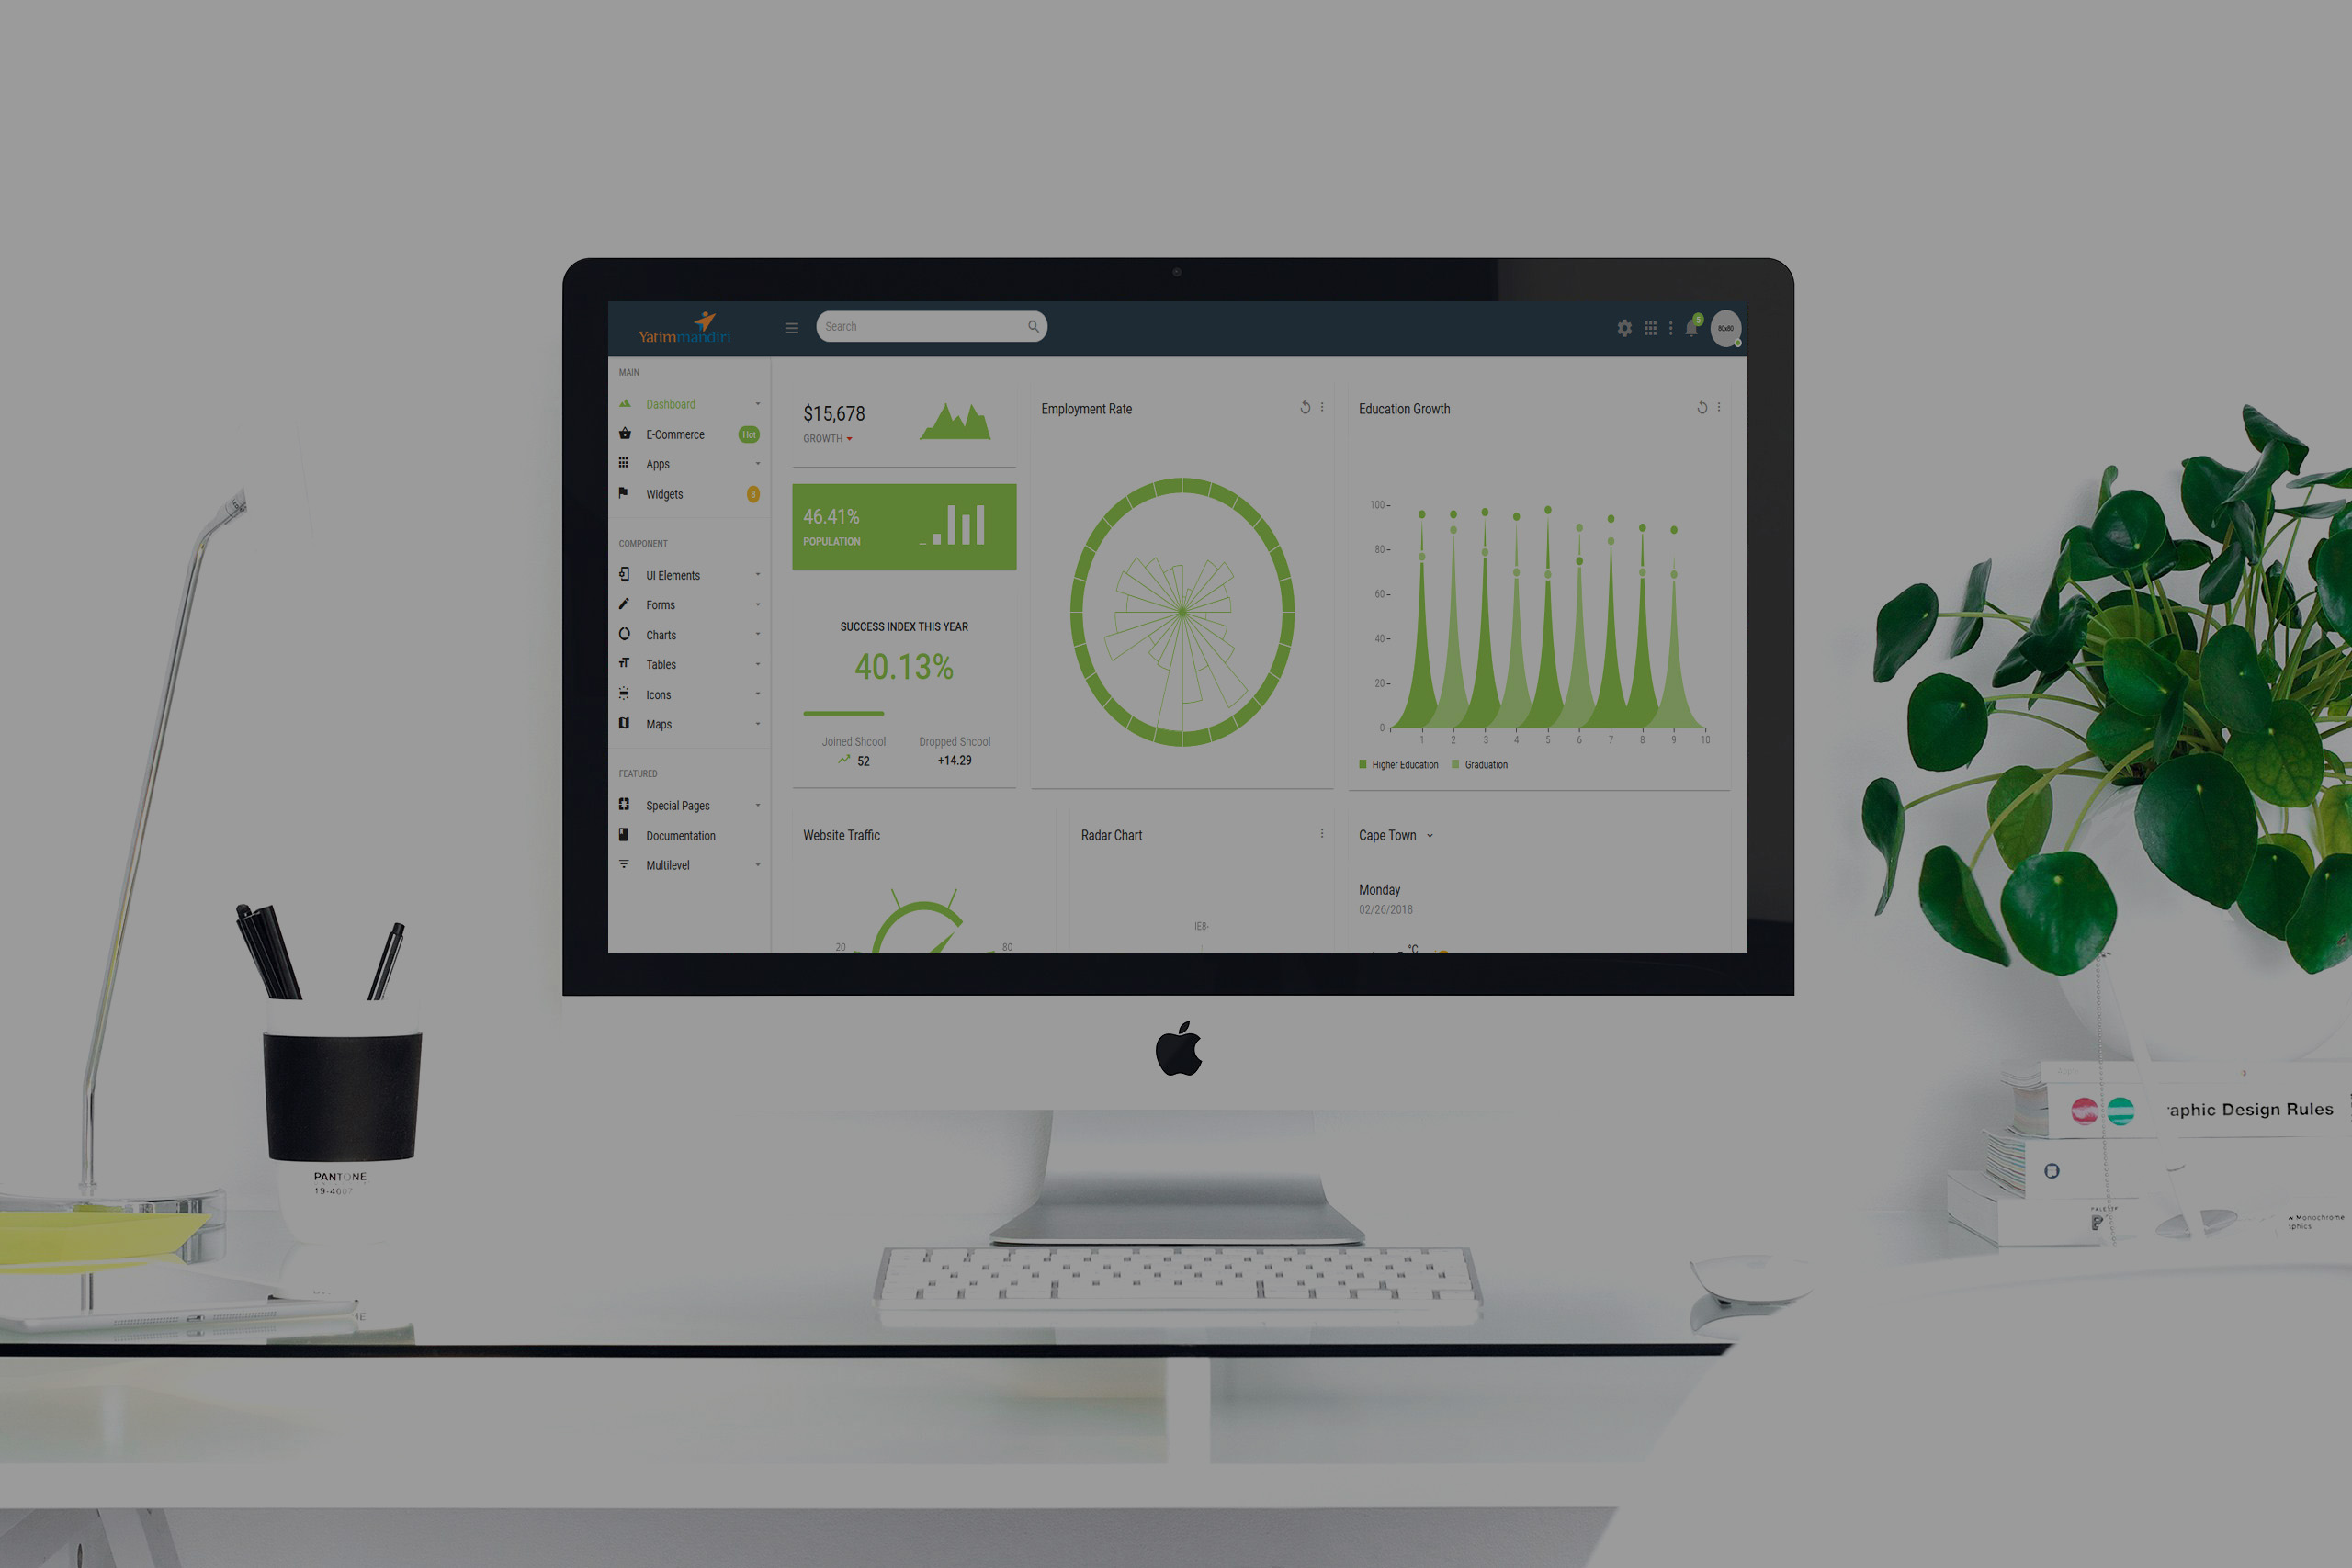 Yatimmandiri
Search
5
80x80
MAIN
Dashboard
E-Commerce
Hot
Apps
Widgets
8
COMPONENT
UI Elements
Forms
Charts
Tables
Icons
Maps
FEATURED
Special Pages
Documentation
Multilevel
$15,678
GROWTH
46.41%
POPULATION
SUCCESS INDEX THIS YEAR
40.13%
Joined Shcool
Dropped Shcool
52
+14.29
Employment Rate
Education Growth
100
80
60
40
20
0
1 2 3 4 5 6 7 8 9 10
Higher Education
Graduation
Website Traffic
20
80
Radar Chart
IE8-
Cape Town
Monday
02/26/2018
°C
PANTONE
19-4007
raphic Design Rules
Monochrome